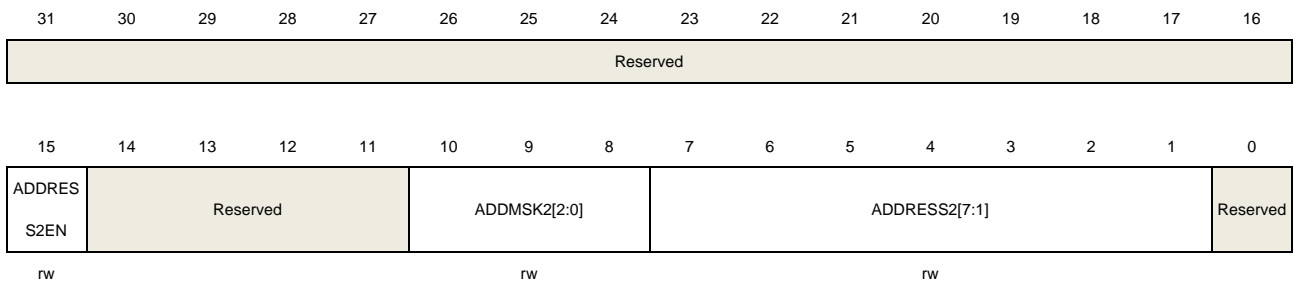 31 30 29 28 27 26 25 24 23 22 21 20 19 18 17 16
Reserved
15 14 13 12 11 10 9 8 7 6 5 4 3 2 1 0
ADDRES
S2EN
Reserved ADDMSK2[2:0] ADDRESS2[7:1] Reserved
rw rw rw